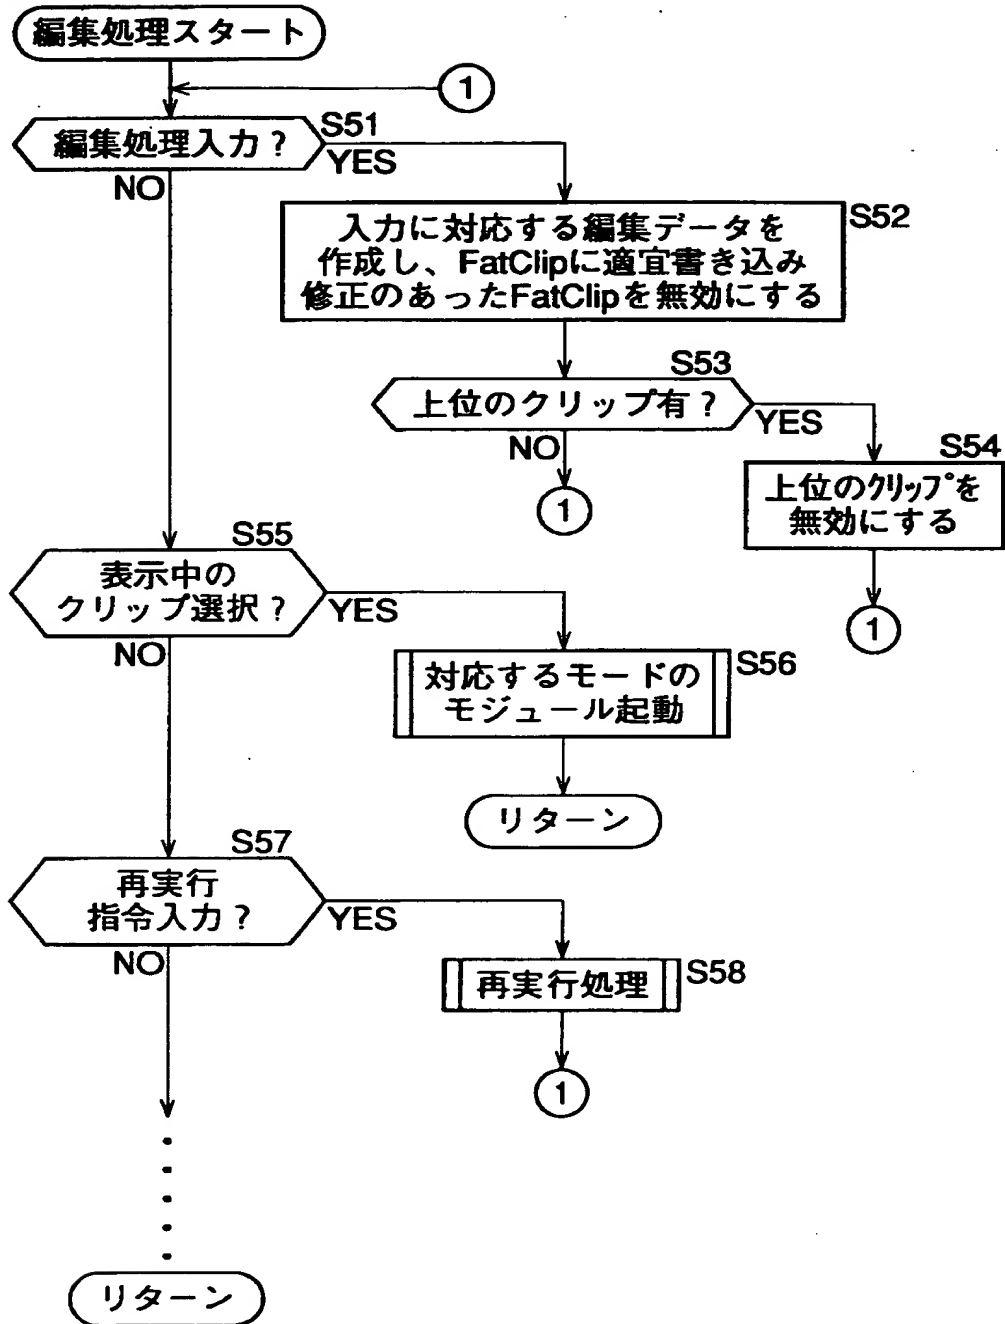 編集処理スタート
1
編集処理入力?
S51
YES
NO
入力に対応する編集データを
作成し、FatClipに適宜書き込み
修正のあったFatClipを無効にする
S52
S53
上位のクリップ有?
YES
NO
1
S54
上位のｸﾘｯﾌﾟを
無効にする
1
S55
表示中の
クリップ選択?
YES
NO
対応するモードの
モジュール起動
S56
リターン
S57
再実行
指令入力?
YES
NO
再実行処理
S58
1
リターン